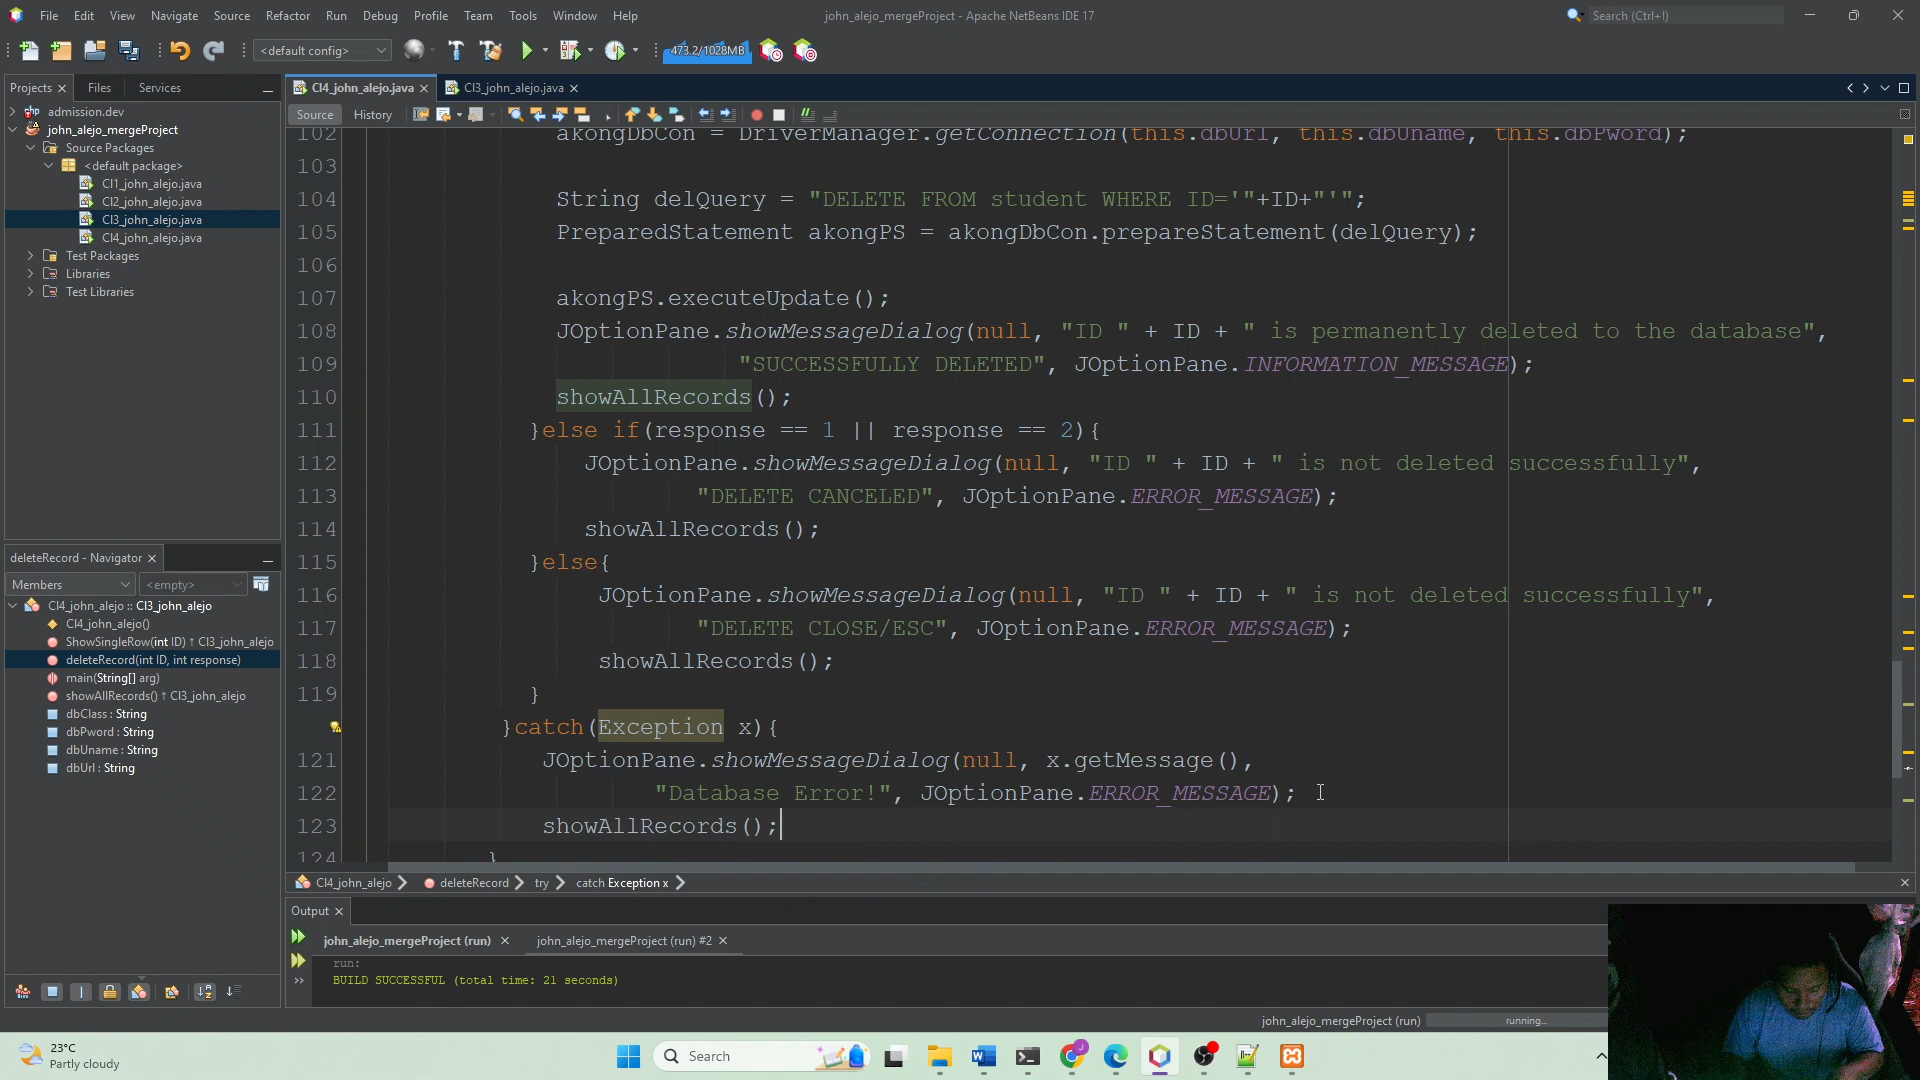 File Edit View Navigate Source Refactor Run Debug Profile Team Tools Window Help
john_alejo_mergeProject - Apache NetBeans IDE 17
Search (Ctrl+I)
<default config>
473.2/1028MB
Projects
Files
Services
admission.dev
john_alejo_mergeProject
Source Packages
<default package>
CI1_john_alejo.java
CI2_john_alejo.java
CI3_john_alejo.java
CI4_john_alejo.java
Test Packages
Libraries
Test Libraries
CI4_john_alejo.java
CI3_john_alejo.java
Source
History
102 akongDbCon = DriverManager.getConnection(this.dbUrl, this.dbUname, this.dbPword);
103
104 String delQuery = "DELETE FROM student WHERE ID='"+ID+"'";
105 PreparedStatement akongPS = akongDbCon.prepareStatement(delQuery);
106
107 akongPS.executeUpdate();
108 JOptionPane.showMessageDialog(null, "ID " + ID + " is permanently deleted to the database",
109 "SUCCESSFULLY DELETED", JOptionPane.INFORMATION_MESSAGE);
110 showAllRecords();
111 }else if(response == 1 || response == 2){
112 JOptionPane.showMessageDialog(null, "ID " + ID + " is not deleted successfully",
113 "DELETE CANCELED", JOptionPane.ERROR_MESSAGE);
114 showAllRecords();
115 }else{
116 JOptionPane.showMessageDialog(null, "ID " + ID + " is not deleted successfully",
117 "DELETE CLOSE/ESC", JOptionPane.ERROR_MESSAGE);
118 showAllRecords();
119 }
}catch(Exception x){
121 JOptionPane.showMessageDialog(null, x.getMessage(),
122 "Database Error!", JOptionPane.ERROR_MESSAGE);
123 showAllRecords();
124 }
CI4_john_alejo
deleteRecord
try
catch Exception x
deleteRecord - Navigator
Members
<empty>
CI4_john_alejo :: CI3_john_alejo
CI4_john_alejo()
ShowSingleRow(int ID) ↑ CI3_john_alejo
deleteRecord(int ID, int response)
main(String[] arg)
showAllRecords() ↑ CI3_john_alejo
dbClass : String
dbPword : String
dbUname : String
dbUrl : String
Output
john_alejo_mergeProject (run)
john_alejo_mergeProject (run) #2
run:
BUILD SUCCESSFUL (total time: 21 seconds)
john_alejo_mergeProject (run)
running...
23°C
Partly cloudy
Search